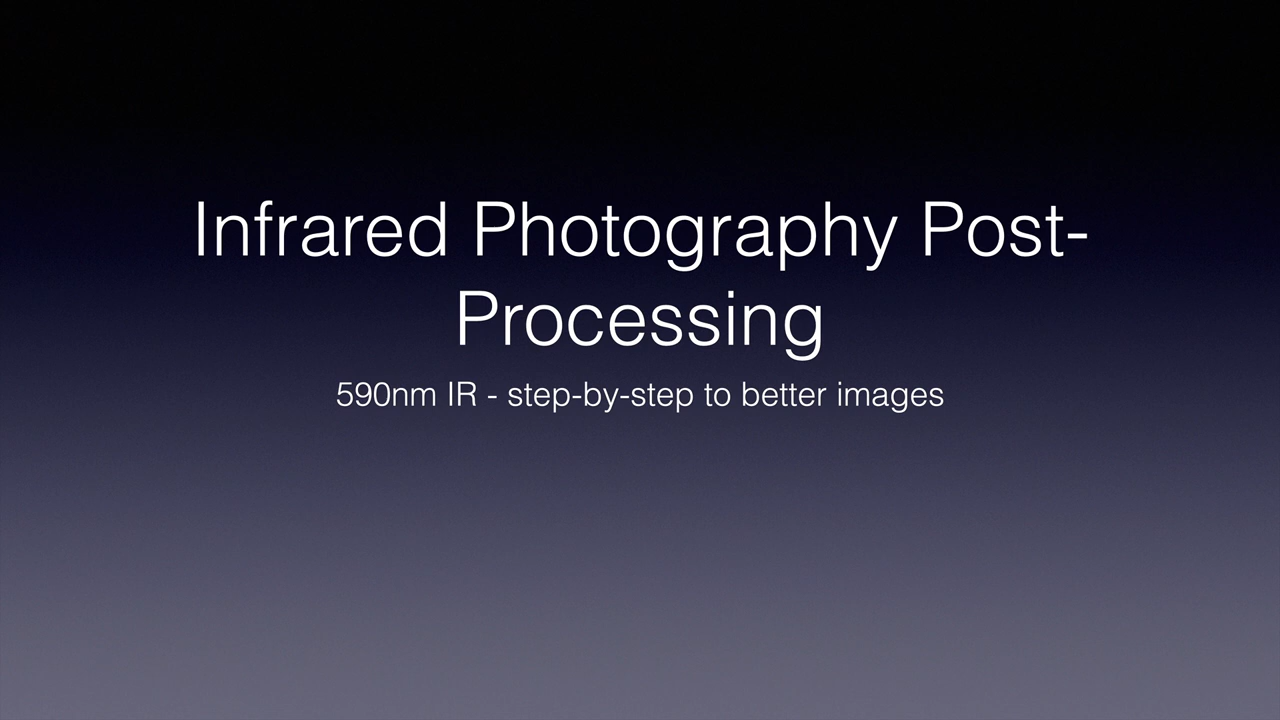 Infrared Photography Post-
Processing
590nm IR - step-by-step to better images